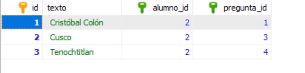 id texto alumno_id pregunta_id
1 Cristóbal Colón 2 1
2 Cusco 2 3
3 Tenochtitlan 2 4